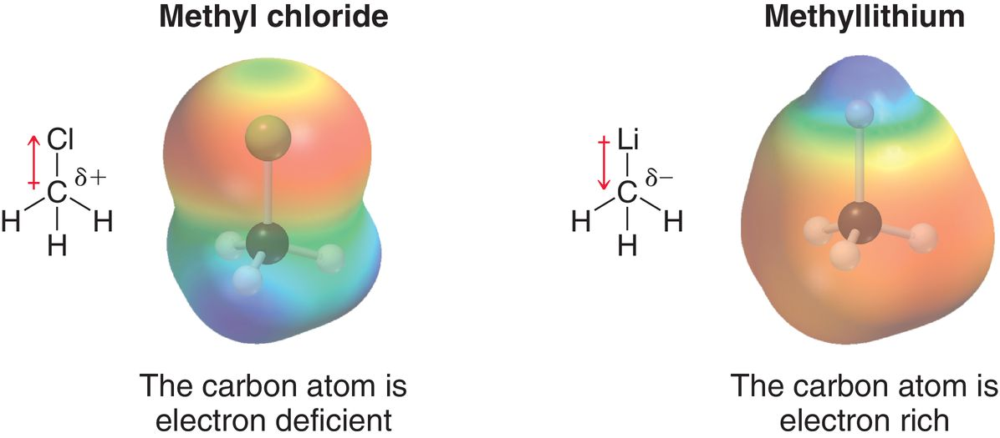 Methyl chloride
Cl
C δ+
H H
H
The carbon atom is
electron deficient
Methyllithium
Li
C δ−
H H
H
The carbon atom is
electron rich